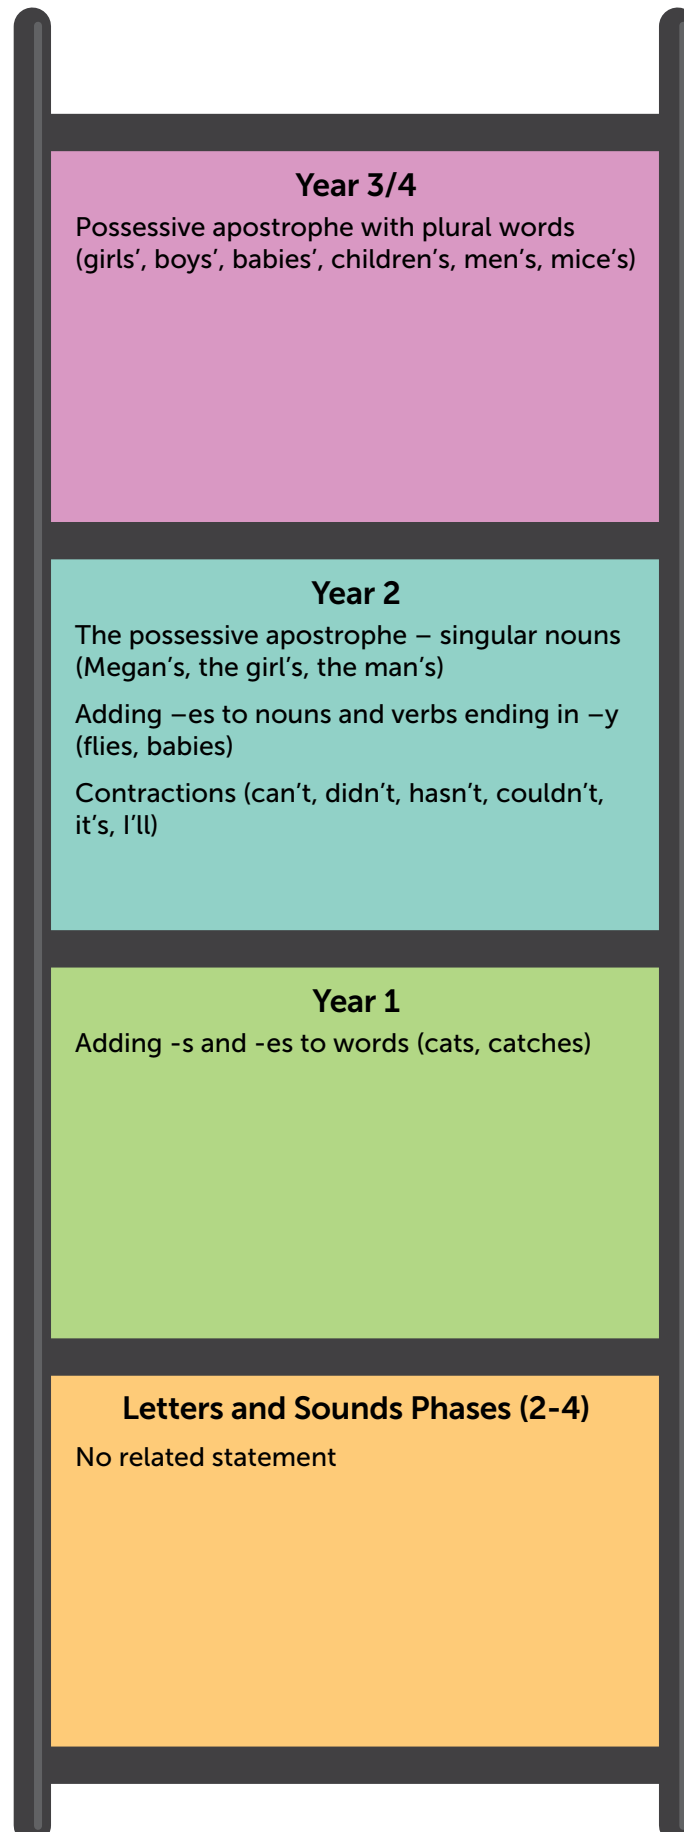 Year 3/4
Possessive apostrophe with plural words
(girls’, boys’, babies’, children’s, men’s, mice’s)
Year 2
The possessive apostrophe – singular nouns
(Megan’s, the girl’s, the man’s)
Adding –es to nouns and verbs ending in –y
(flies, babies)
Contractions (can’t, didn’t, hasn’t, couldn’t,
it’s, I’ll)
Year 1
Adding -s and -es to words (cats, catches)
Letters and Sounds Phases (2-4)
No related statement